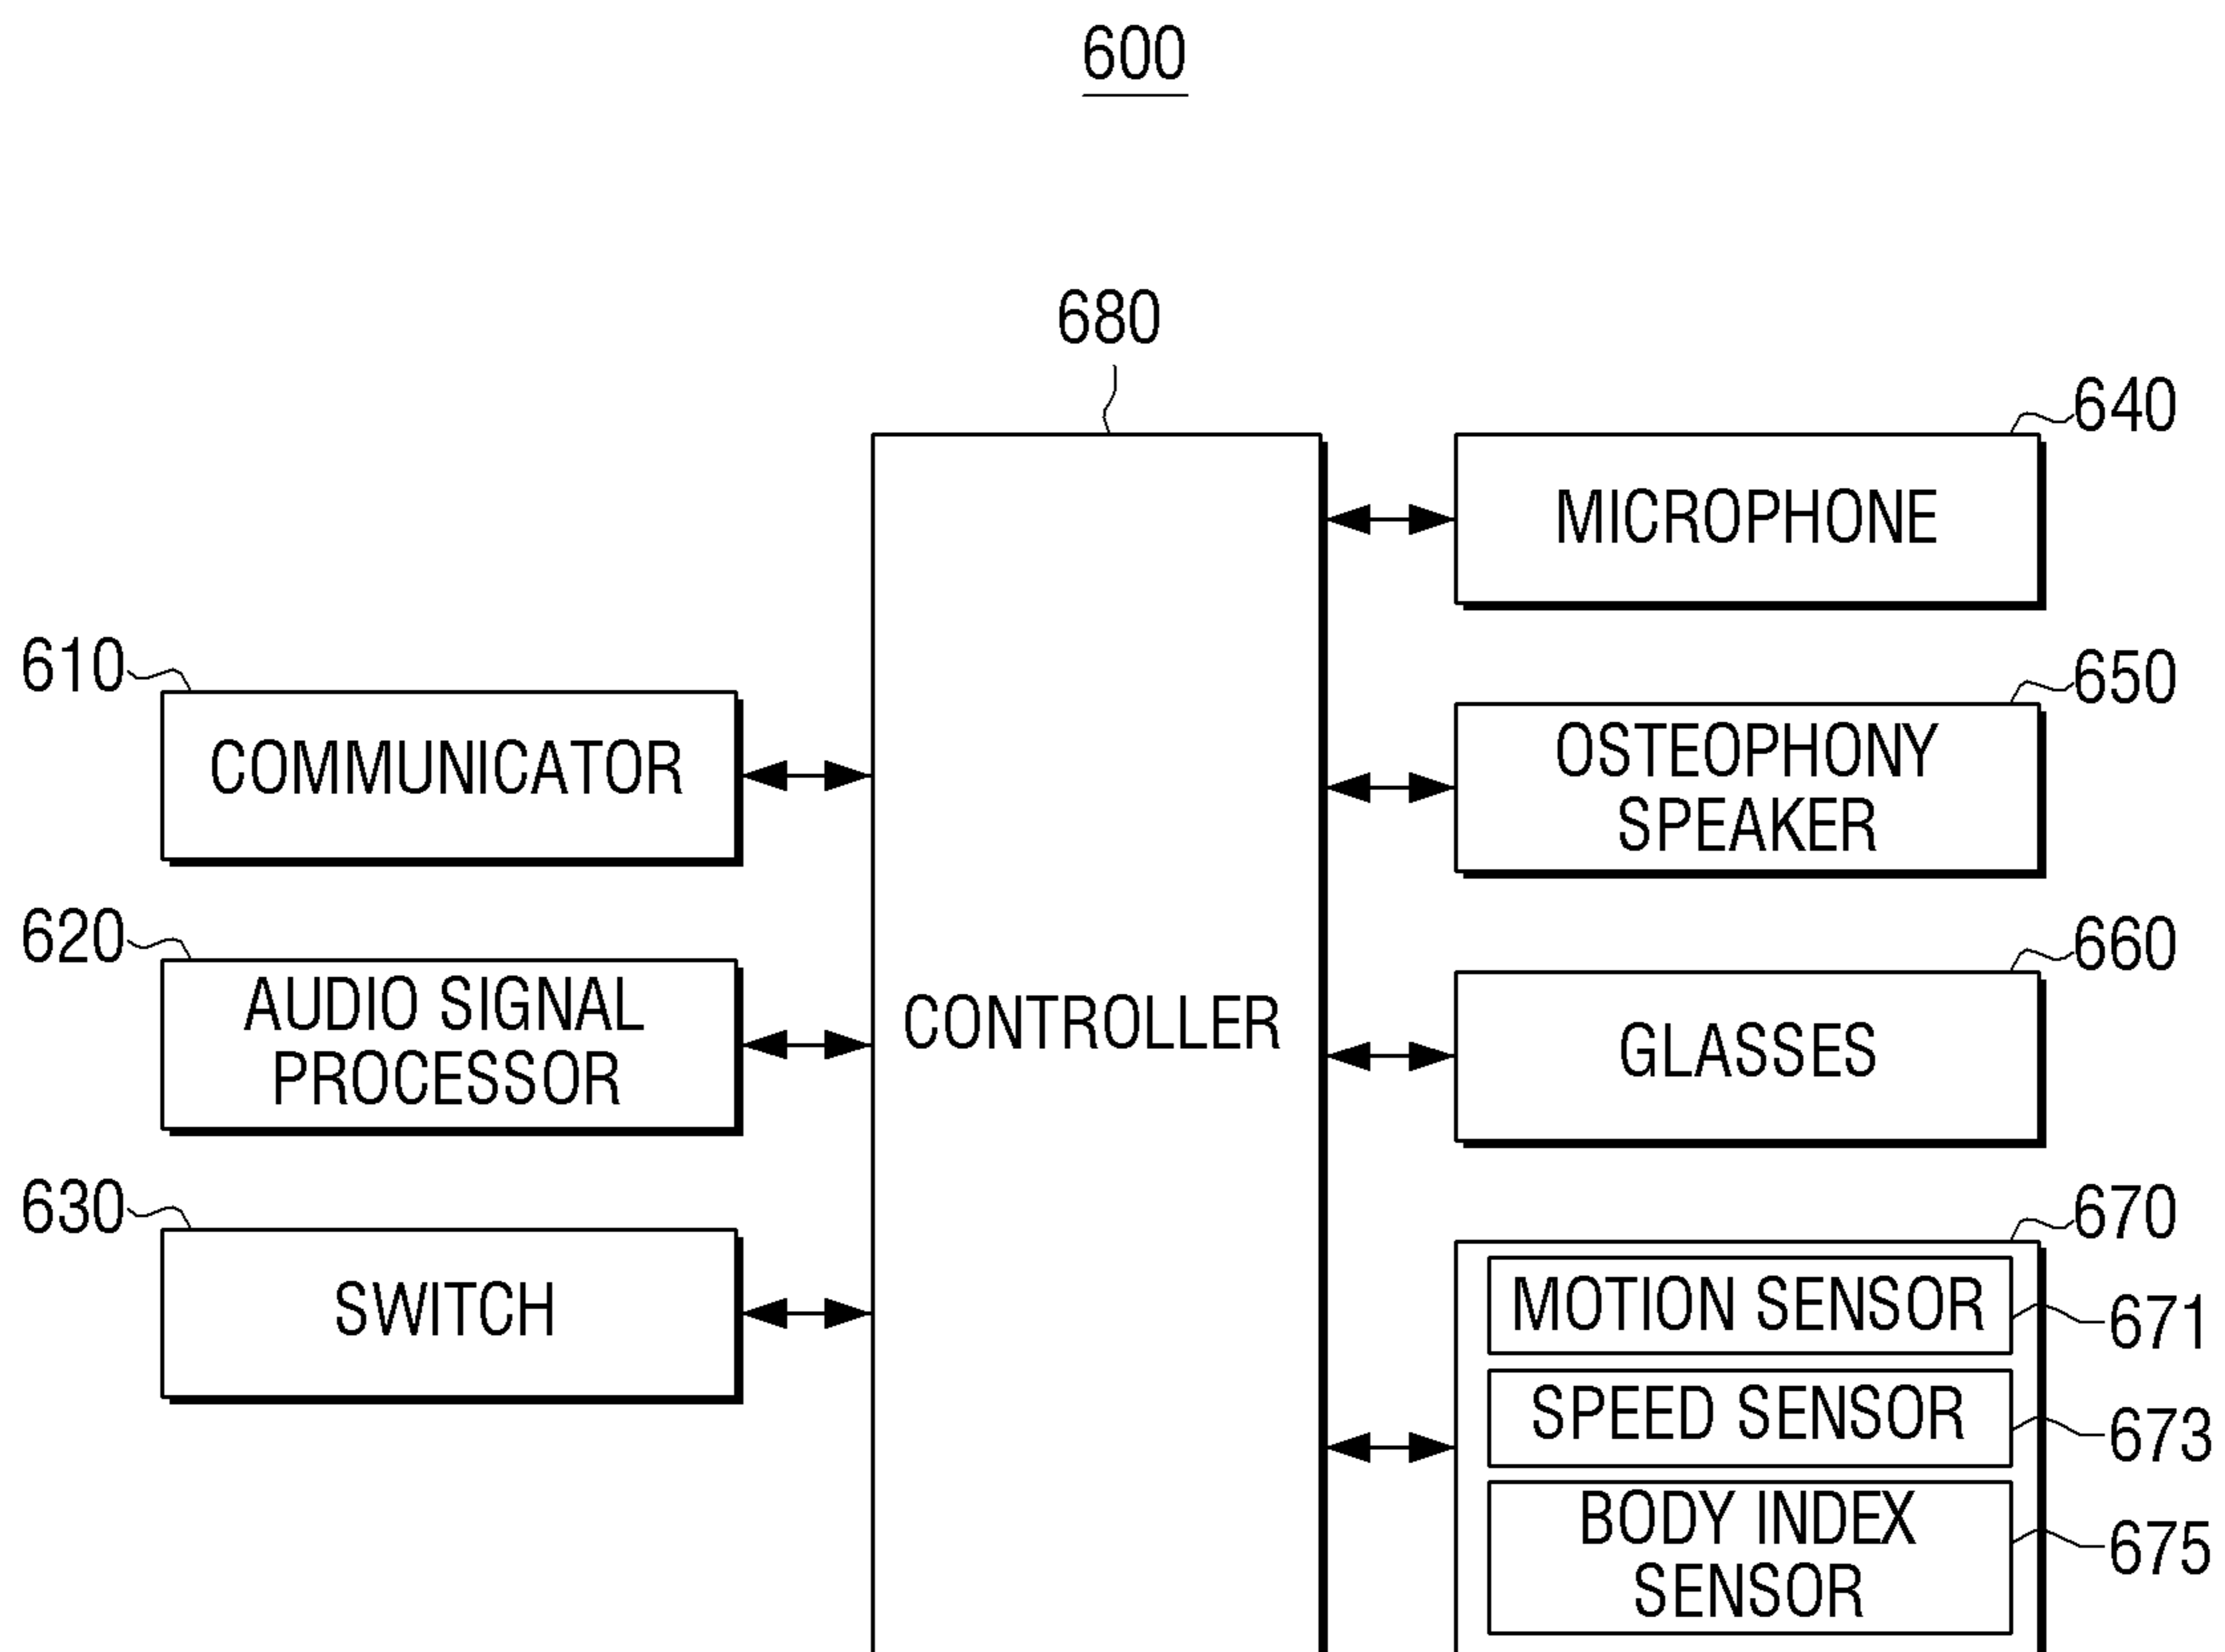 600
680
640
MICROPHONE
610
COMMUNICATOR
650
OSTEOPHONY
SPEAKER
620
AUDIO SIGNAL
PROCESSOR
CONTROLLER
660
GLASSES
630
SWITCH
670
MOTION SENSOR
671
SPEED SENSOR
673
BODY INDEX
SENSOR
675